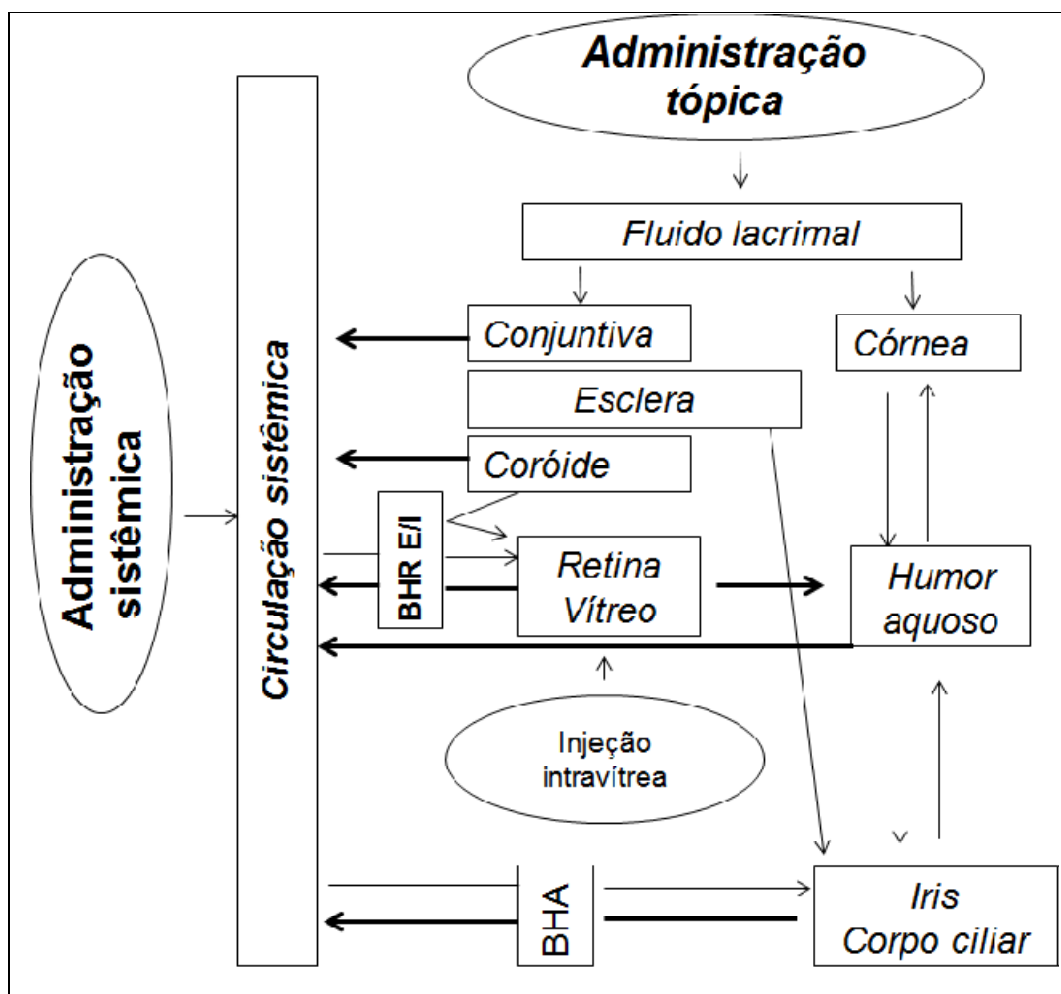 Administração
tópica
Fluido lacrimal
Conjuntiva
Córnea
Esclera
Coróide
Administração
sistêmica
Circulação sistêmica
BHR E/I
Retina
Vítreo
Humor
aquoso
Injeção
intravítrea
BHA
Iris
Corpo ciliar